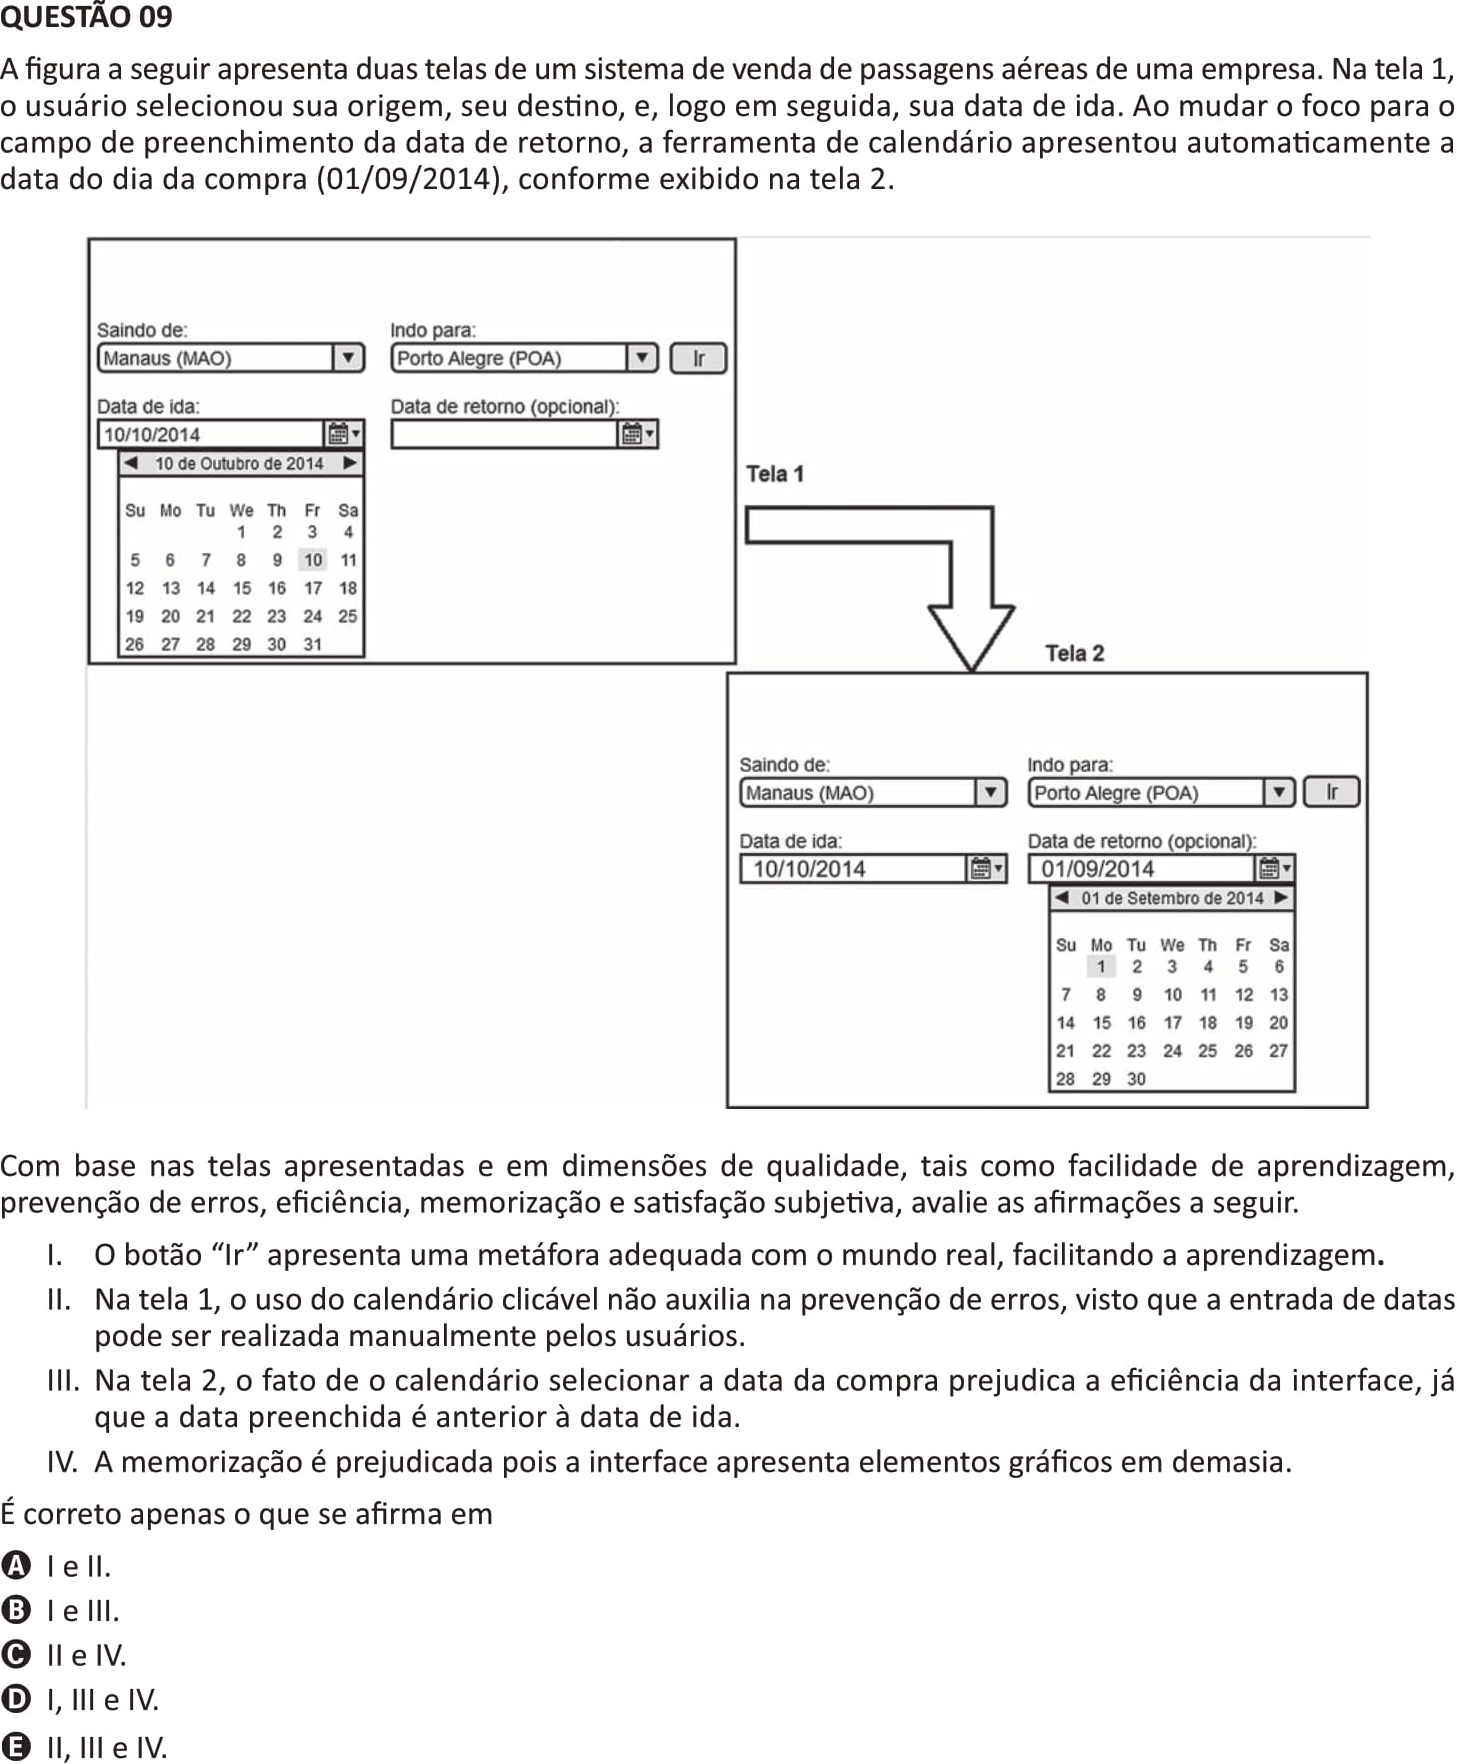 QUESTÃO 09
A figura a seguir apresenta duas telas de um sistema de venda de passagens aéreas de uma empresa. Na tela 1,
o usuário selecionou sua origem, seu destino, e, logo em seguida, sua data de ida. Ao mudar o foco para o
campo de preenchimento da data de retorno, a ferramenta de calendário apresentou automaticamente a
data do dia da compra (01/09/2014), conforme exibido na tela 2.
Saindo de: Indo para:
Manaus (MAO) Porto Alegre (POA) Ir
Data de ida: Data de retorno (opcional):
10/10/2014
10 de Outubro de 2014
Su Mo Tu We Th Fr Sa
1 2 3 4
5 6 7 8 9 10 11
12 13 14 15 16 17 18
19 20 21 22 23 24 25
26 27 28 29 30 31
Tela 1
Tela 2
Saindo de: Indo para:
Manaus (MAO) Porto Alegre (POA) Ir
Data de ida: Data de retorno (opcional):
10/10/2014 01/09/2014
01 de Setembro de 2014
Su Mo Tu We Th Fr Sa
1 2 3 4 5 6
7 8 9 10 11 12 13
14 15 16 17 18 19 20
21 22 23 24 25 26 27
28 29 30
Com base nas telas apresentadas e em dimensões de qualidade, tais como facilidade de aprendizagem,
prevenção de erros, eficiência, memorização e satisfação subjetiva, avalie as afirmações a seguir.
I. O botão “Ir” apresenta uma metáfora adequada com o mundo real, facilitando a aprendizagem.
II. Na tela 1, o uso do calendário clicável não auxilia na prevenção de erros, visto que a entrada de datas
pode ser realizada manualmente pelos usuários.
III. Na tela 2, o fato de o calendário selecionar a data da compra prejudica a eficiência da interface, já
que a data preenchida é anterior à data de ida.
IV. A memorização é prejudicada pois a interface apresenta elementos gráficos em demasia.
É correto apenas o que se afirma em
A I e II.
B I e III.
C II e IV.
D I, III e IV.
E II, III e IV.